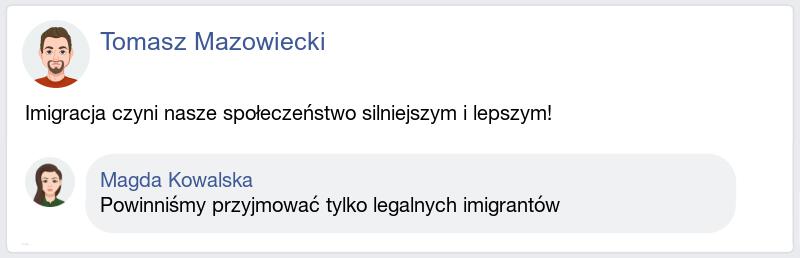 Tomasz Mazowiecki
Imigracja czyni nasze społeczeństwo silniejszym i lepszym!
Magda Kowalska
Powinniśmy przyjmować tylko legalnych imigrantów